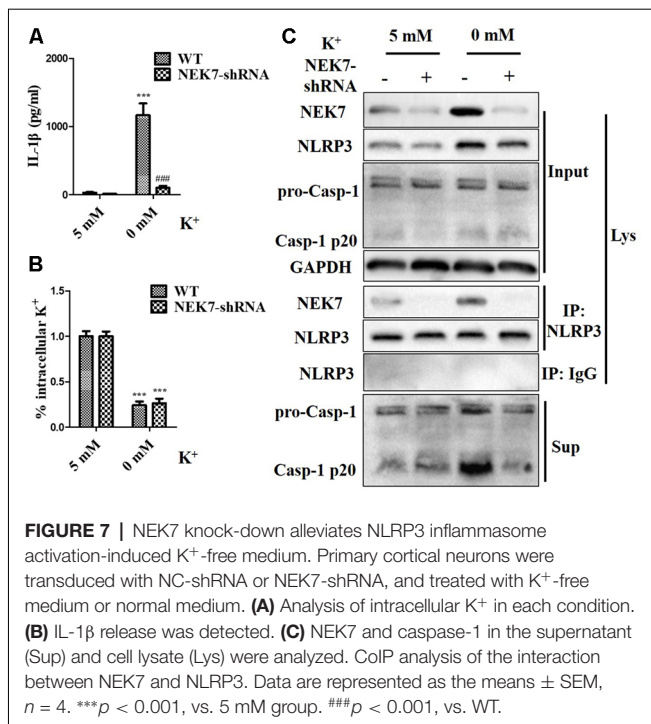 A
WT
NEK7-shRNA
IL-1β (pg/ml)
2000
1000
0
***
###
5 mM
0 mM
K+
B
WT
NEK7-shRNA
% intracellular K+
1.5
1.0
0.5
0.0
***
***
5 mM
0 mM
K+
C
K+ 5 mM 0 mM
NEK7-shRNA - + - +
NEK7
NLRP3
pro-Casp-1
Casp-1 p20
GAPDH
Input
NEK7
NLRP3
IP: NLRP3
NLRP3
IP: IgG
Lys
pro-Casp-1
Casp-1 p20
Sup
FIGURE 7 | NEK7 knock-down alleviates NLRP3 inflammasome
activation-induced K+-free medium. Primary cortical neurons were
transduced with NC-shRNA or NEK7-shRNA, and treated with K+-free
medium or normal medium. (A) Analysis of intracellular K+ in each condition.
(B) IL-1β release was detected. (C) NEK7 and caspase-1 in the supernatant
(Sup) and cell lysate (Lys) were analyzed. CoIP analysis of the interaction
between NEK7 and NLRP3. Data are represented as the means ± SEM,
n = 4. ***p < 0.001, vs. 5 mM group. ###p < 0.001, vs. WT.